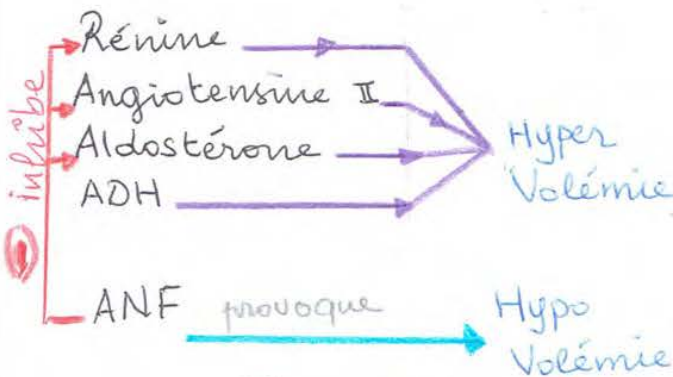 Rénine
Angiotensine II
Aldostérone
ADH
inhibe
Hyper
Volémie
ANF provoque
Hypo
Volémie